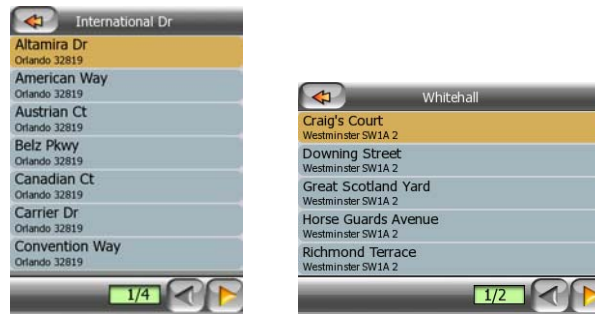 International Dr
Altamira Dr
Orlando 32819
American Way
Orlando 32819
Austrian Ct
Orlando 32819
Belz Pkwy
Orlando 32819
Canadian Ct
Orlando 32819
Carrier Dr
Orlando 32819
Convention Way
Orlando 32819
1/4
Whitehall
Craig's Court
Westminster SW1A 2
Downing Street
Westminster SW1A 2
Great Scotland Yard
Westminster SW1A 2
Horse Guards Avenue
Westminster SW1A 2
Richmond Terrace
Westminster SW1A 2
1/2